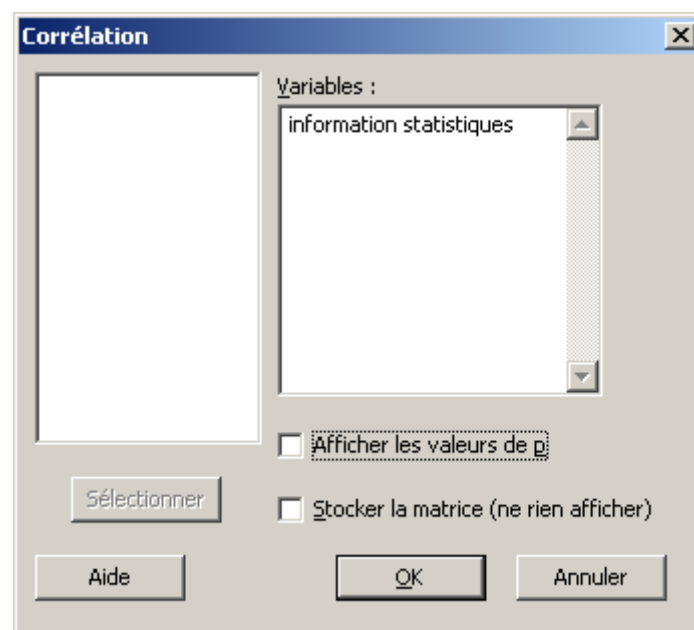 Corrélation
Variables :
information statistiques
Afficher les valeurs de p
Sélectionner
Stocker la matrice (ne rien afficher)
Aide
OK
Annuler